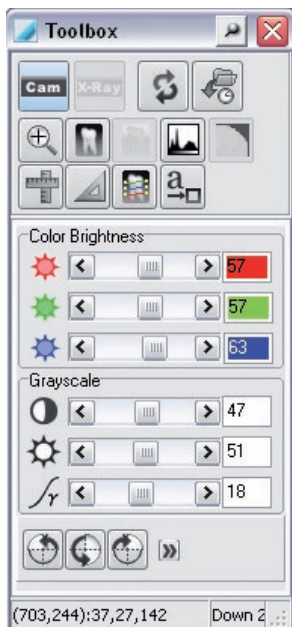 Toolbox
Cam X-Ray
a
Color Brightness
57
57
63
Grayscale
47
51
18
(703,244):37,27,142 Down 2